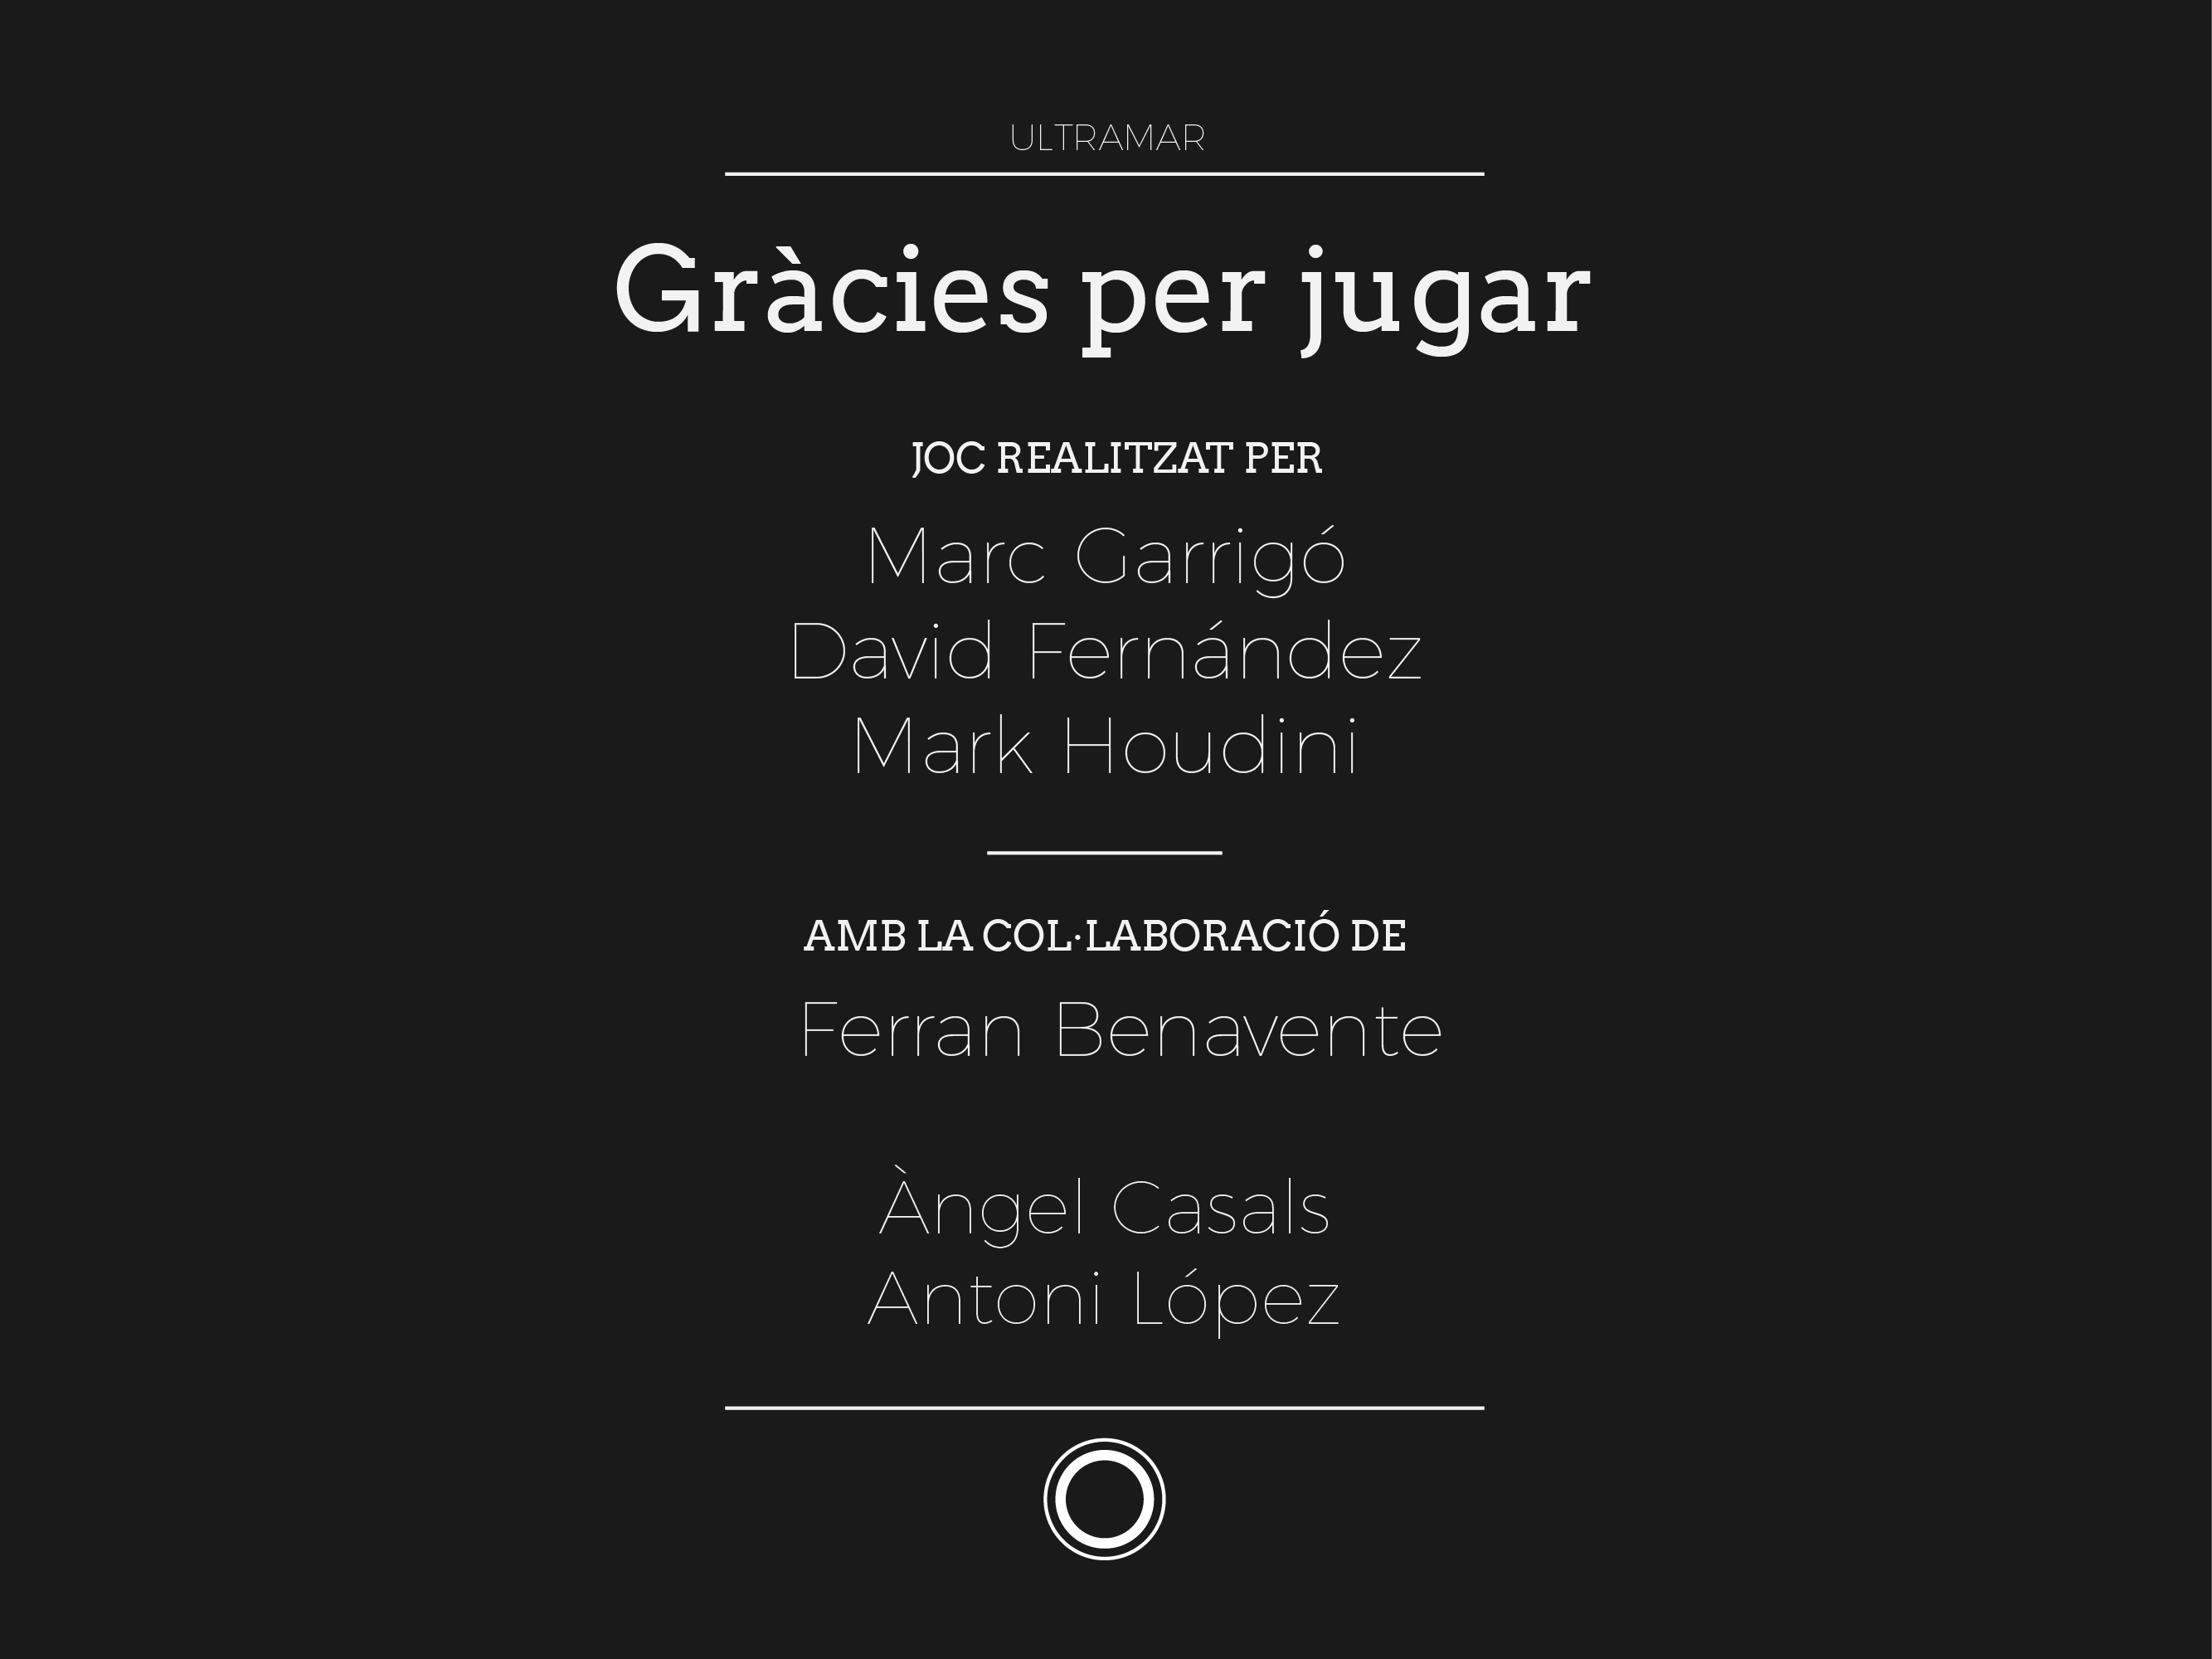 ULTRAMAR
Gràcies per jugar
JOC REALITZAT PER
Marc Garrigó
David Fernández
Mark Houdini
AMB LA COL·LABORACIÓ DE
Ferran Benavente
Àngel Casals
Antoni López